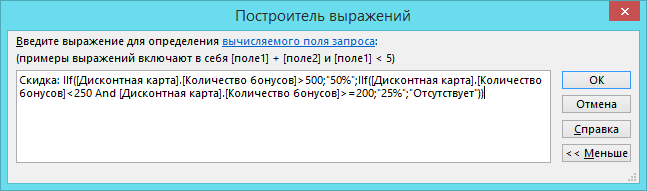 Построитель выражений
Введите выражение для определения вычисляемого поля запроса:
(примеры выражений включают в себя [поле1] + [поле2] и [поле1] < 5)
Скидка: IIf([Дисконтная карта].[Количество бонусов]>500;"50%";IIf([Дисконтная карта].[Количество
бонусов]<250 And [Дисконтная карта].[Количество бонусов]>=200;"25%";"Отсутствует"))
ОК
Отмена
Справка
<< Меньше